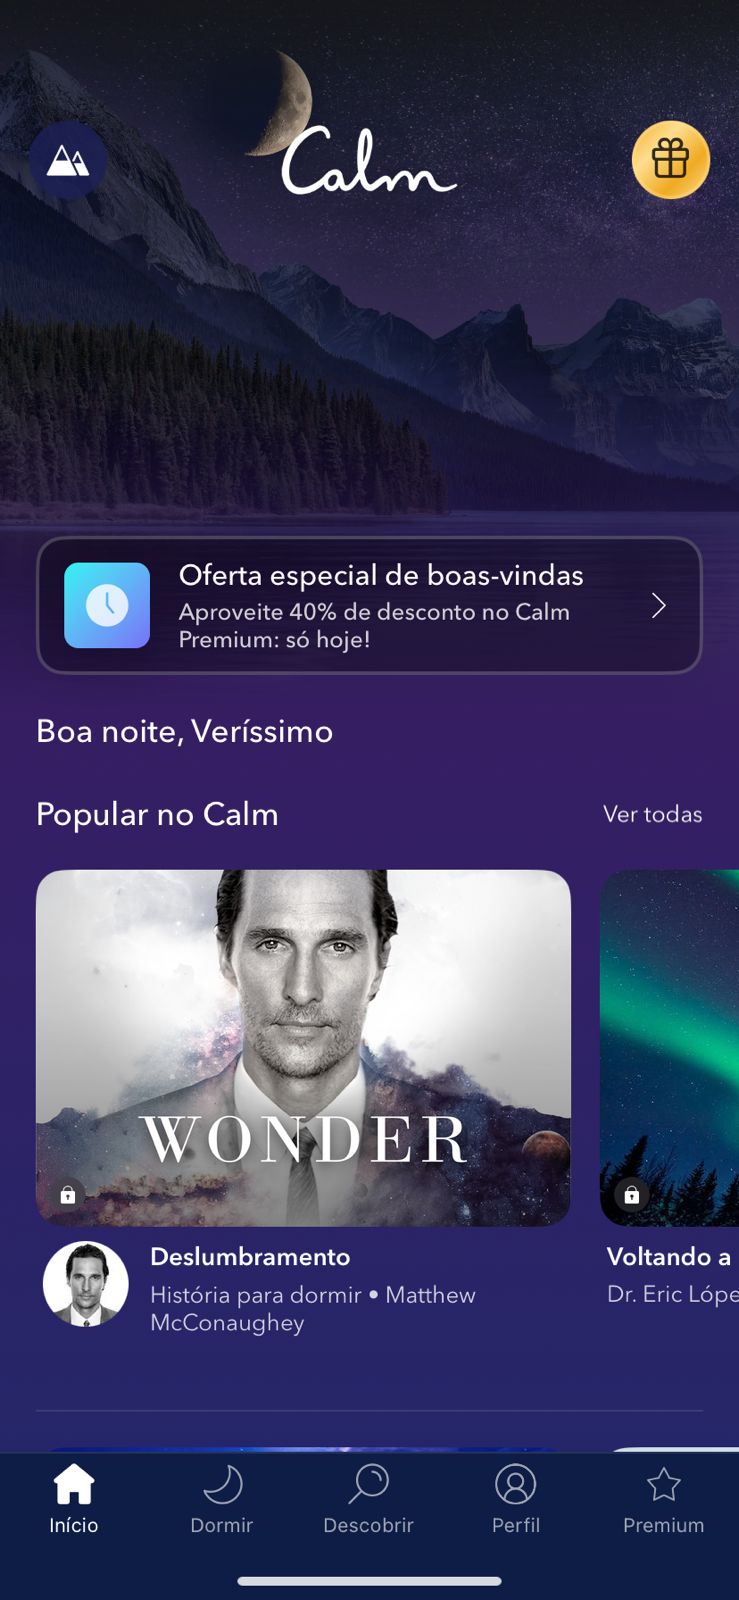 Calm
Oferta especial de boas-vindas
Aproveite 40% de desconto no Calm
Premium: só hoje!
Boa noite, Veríssimo
Popular no Calm
Ver todas
WONDER
Deslumbramento
História para dormir • Matthew
McConaughey
Voltando a
Dr. Eric Lópe
Início
Dormir
Descobrir
Perfil
Premium